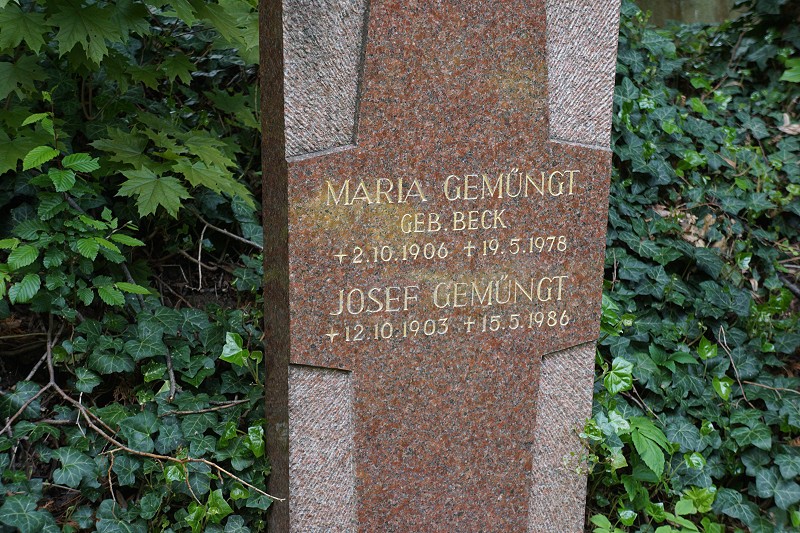 MARIA GEMÜNGT
GEB. BECK
+ 2.10.1906 † 19.5.1978
JOSEF GEMÜNGT
+ 12.10.1903 † 15.5.1986